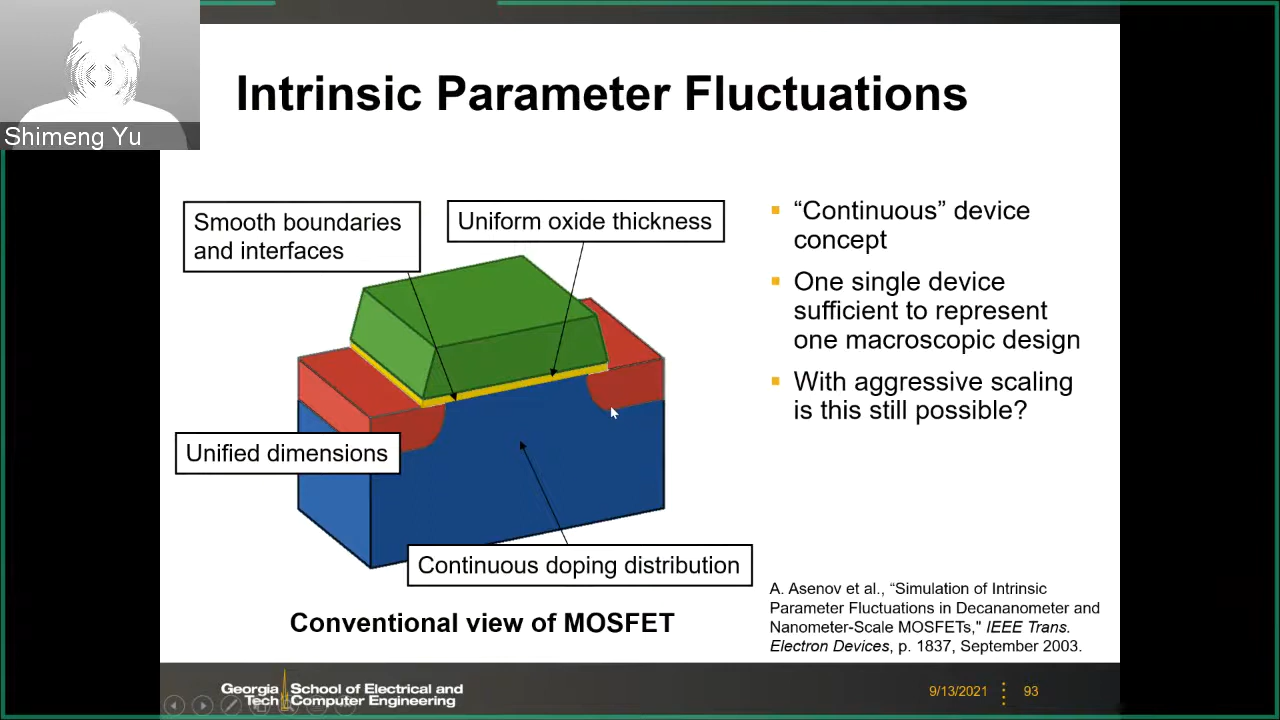 Shimeng Yu
Intrinsic Parameter Fluctuations
Smooth boundaries
and interfaces
Uniform oxide thickness
Unified dimensions
Continuous doping distribution
Conventional view of MOSFET
“Continuous” device
concept
One single device
sufficient to represent
one macroscopic design
With aggressive scaling
is this still possible?
A. Asenov et al., “Simulation of Intrinsic
Parameter Fluctuations in Decananometer and
Nanometer-Scale MOSFETs," IEEE Trans.
Electron Devices, p. 1837, September 2003.
Georgia
Tech
School of Electrical and
Computer Engineering
9/13/2021
93